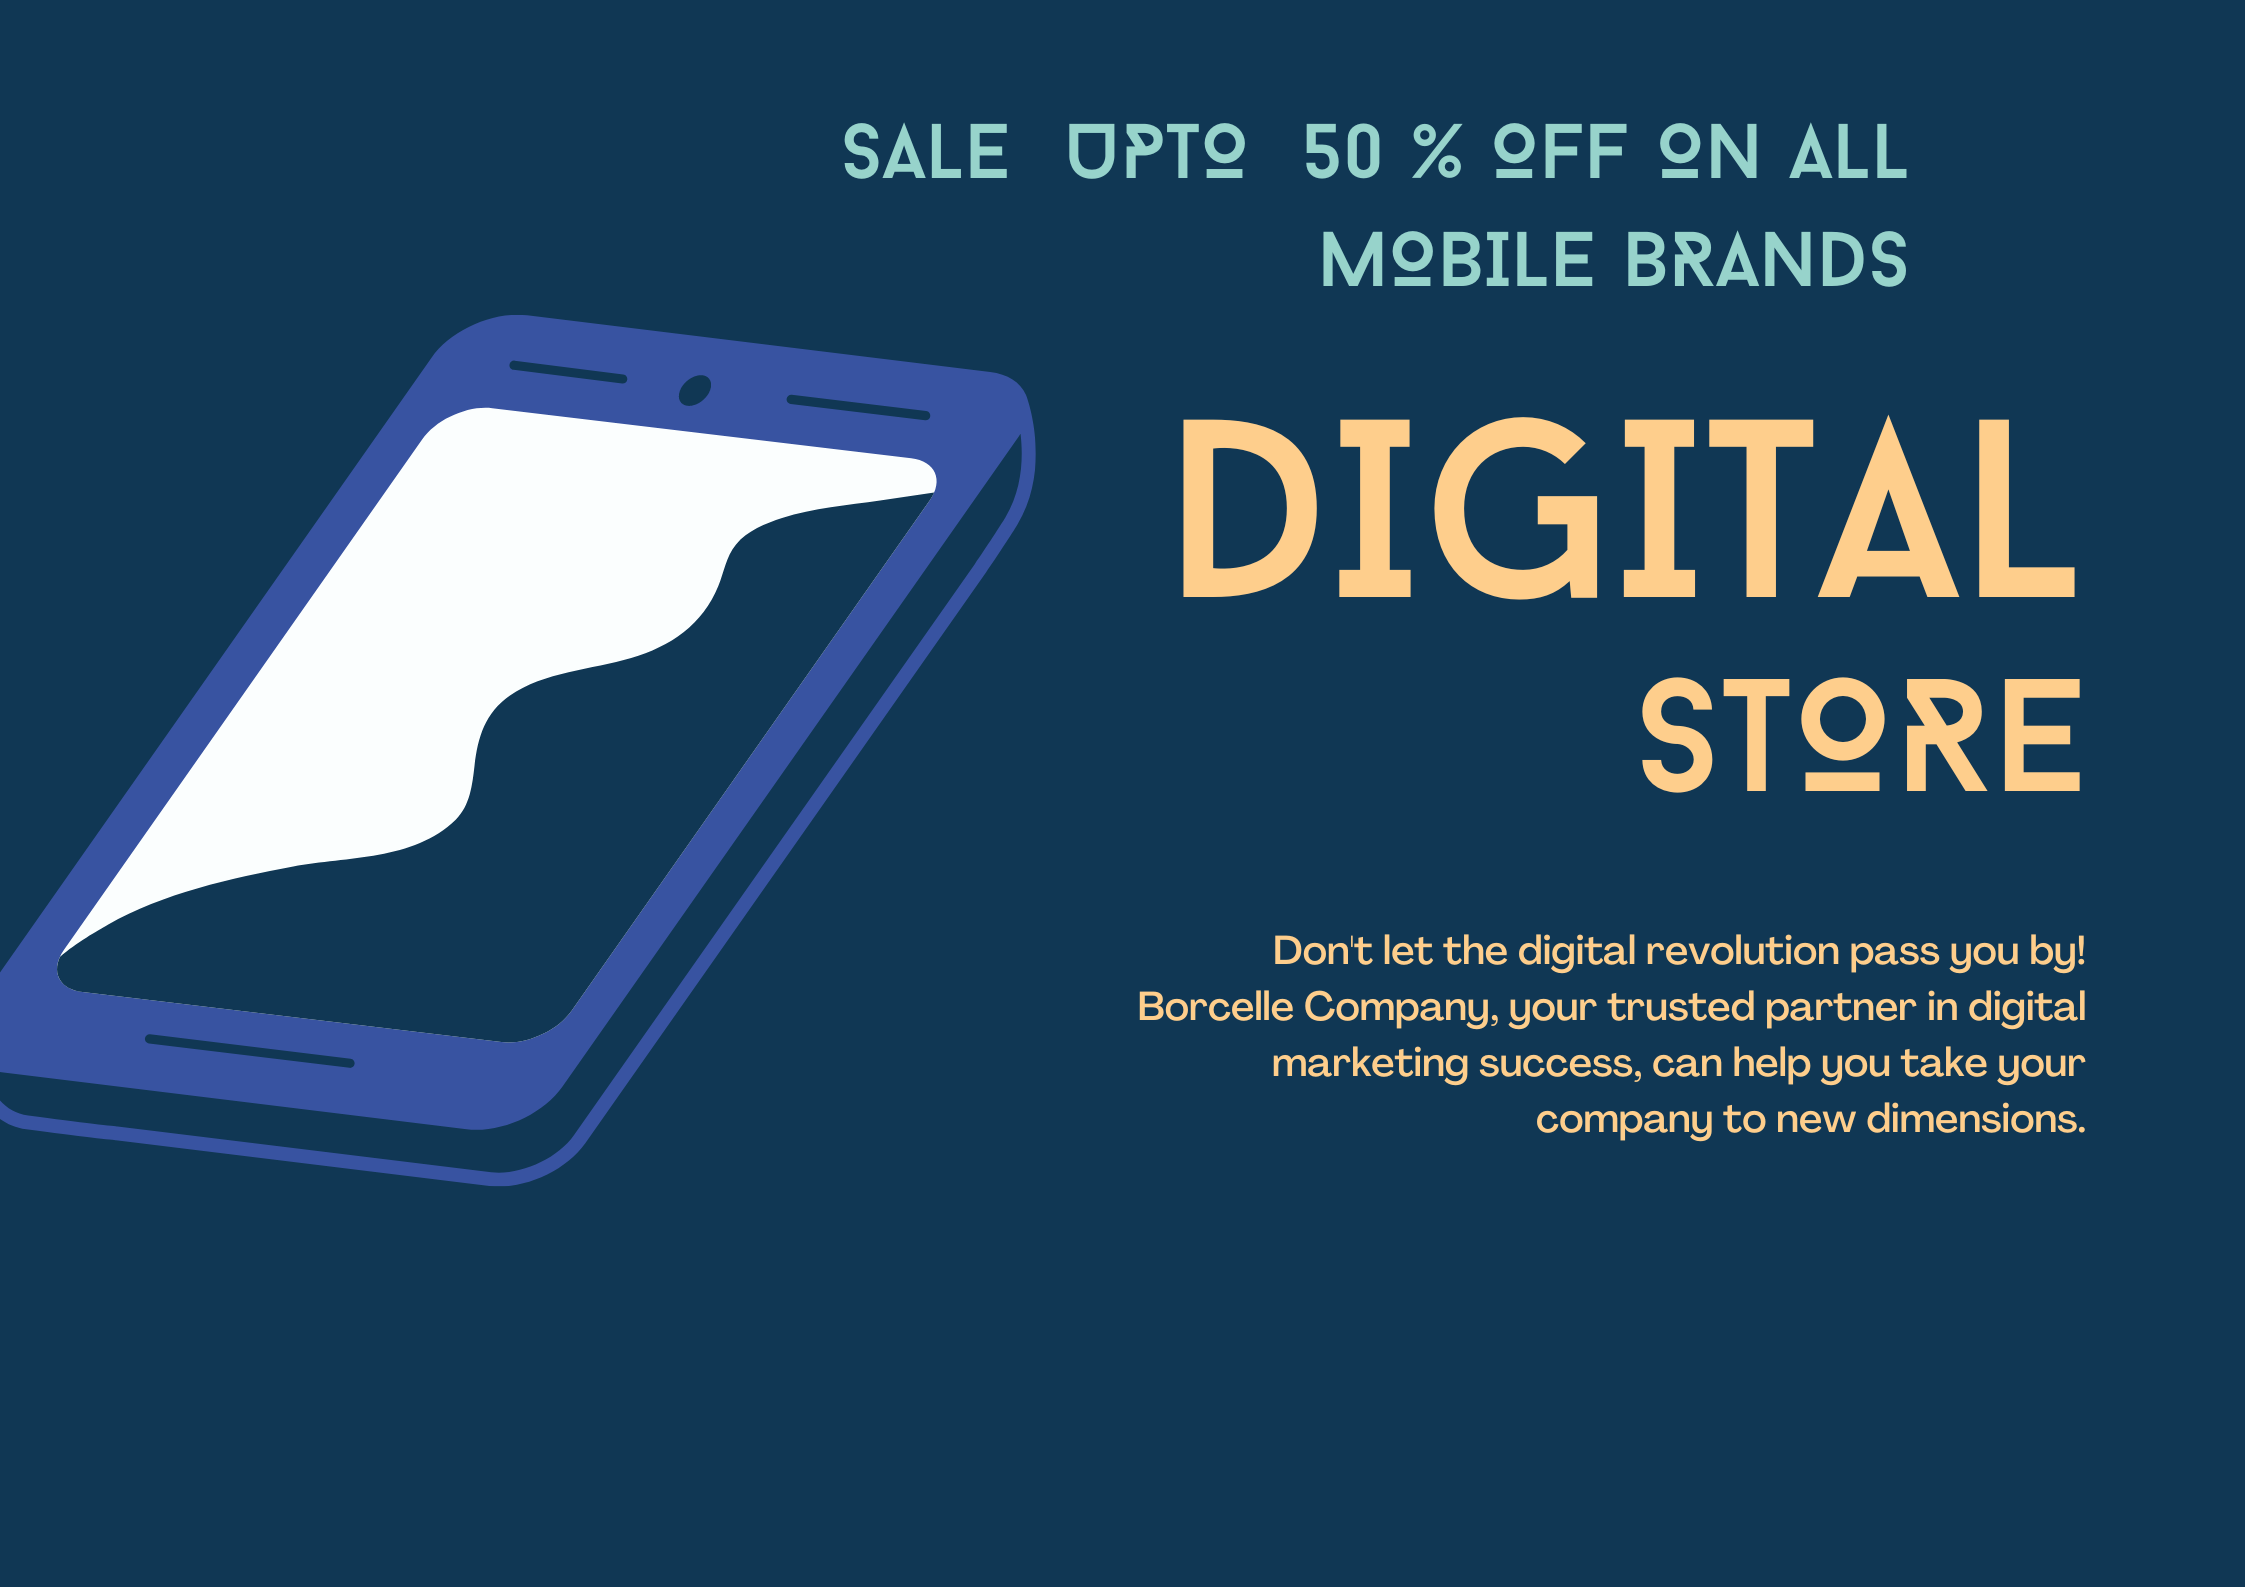 SALE UPTO 50 % OFF ON ALL
MOBILE BRANDS
DIGITAL
STORE
Don't let the digital revolution pass you by!
Borcelle Company, your trusted partner in digital
marketing success, can help you take your
company to new dimensions.